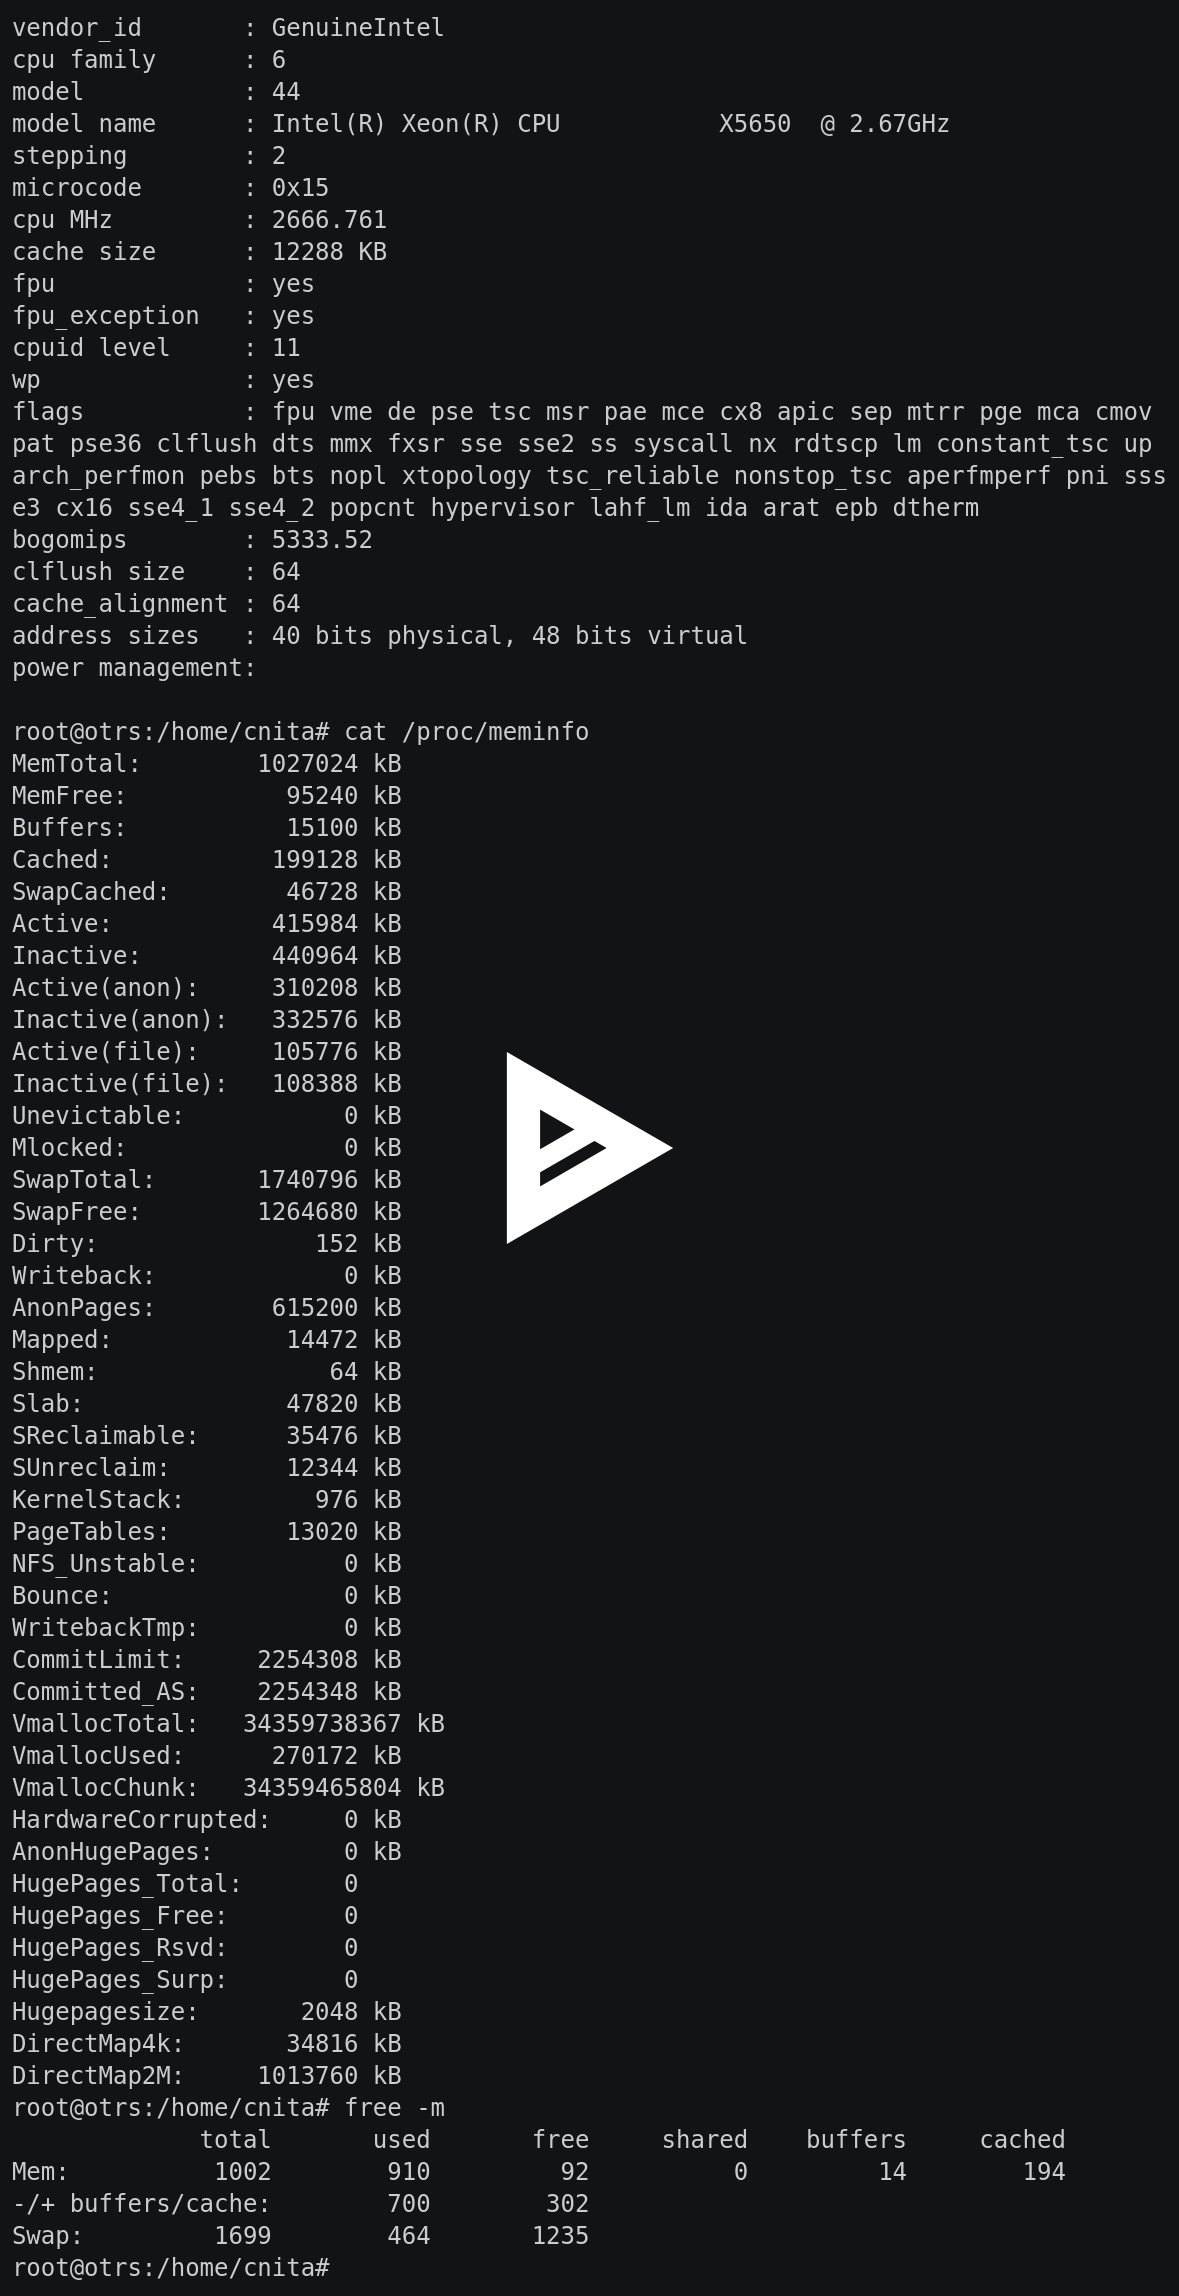 vendor_id       : GenuineIntel
cpu family      : 6
model           : 44
model name      : Intel(R) Xeon(R) CPU           X5650  @ 2.67GHz
stepping        : 2
microcode       : 0x15
cpu MHz         : 2666.761
cache size      : 12288 KB
fpu             : yes
fpu_exception   : yes
cpuid level     : 11
wp              : yes
flags           : fpu vme de pse tsc msr pae mce cx8 apic sep mtrr pge mca cmov
pat pse36 clflush dts mmx fxsr sse sse2 ss syscall nx rdtscp lm constant_tsc up
arch_perfmon pebs bts nopl xtopology tsc_reliable nonstop_tsc aperfmperf pni sss
e3 cx16 sse4_1 sse4_2 popcnt hypervisor lahf_lm ida arat epb dtherm
bogomips        : 5333.52
clflush size    : 64
cache_alignment : 64
address sizes   : 40 bits physical, 48 bits virtual
power management:

root@otrs:/home/cnita# cat /proc/meminfo
MemTotal:        1027024 kB
MemFree:           95240 kB
Buffers:           15100 kB
Cached:           199128 kB
SwapCached:        46728 kB
Active:           415984 kB
Inactive:         440964 kB
Active(anon):     310208 kB
Inactive(anon):   332576 kB
Active(file):     105776 kB
Inactive(file):   108388 kB
Unevictable:           0 kB
Mlocked:               0 kB
SwapTotal:       1740796 kB
SwapFree:        1264680 kB
Dirty:               152 kB
Writeback:             0 kB
AnonPages:        615200 kB
Mapped:            14472 kB
Shmem:                64 kB
Slab:              47820 kB
SReclaimable:      35476 kB
SUnreclaim:        12344 kB
KernelStack:         976 kB
PageTables:        13020 kB
NFS_Unstable:          0 kB
Bounce:                0 kB
WritebackTmp:          0 kB
CommitLimit:     2254308 kB
Committed_AS:    2254348 kB
VmallocTotal:   34359738367 kB
VmallocUsed:      270172 kB
VmallocChunk:   34359465804 kB
HardwareCorrupted:     0 kB
AnonHugePages:         0 kB
HugePages_Total:       0
HugePages_Free:        0
HugePages_Rsvd:        0
HugePages_Surp:        0
Hugepagesize:       2048 kB
DirectMap4k:       34816 kB
DirectMap2M:     1013760 kB
root@otrs:/home/cnita# free -m
             total       used       free     shared    buffers     cached
Mem:          1002        910         92          0         14        194
-/+ buffers/cache:        700        302
Swap:         1699        464       1235
root@otrs:/home/cnita#